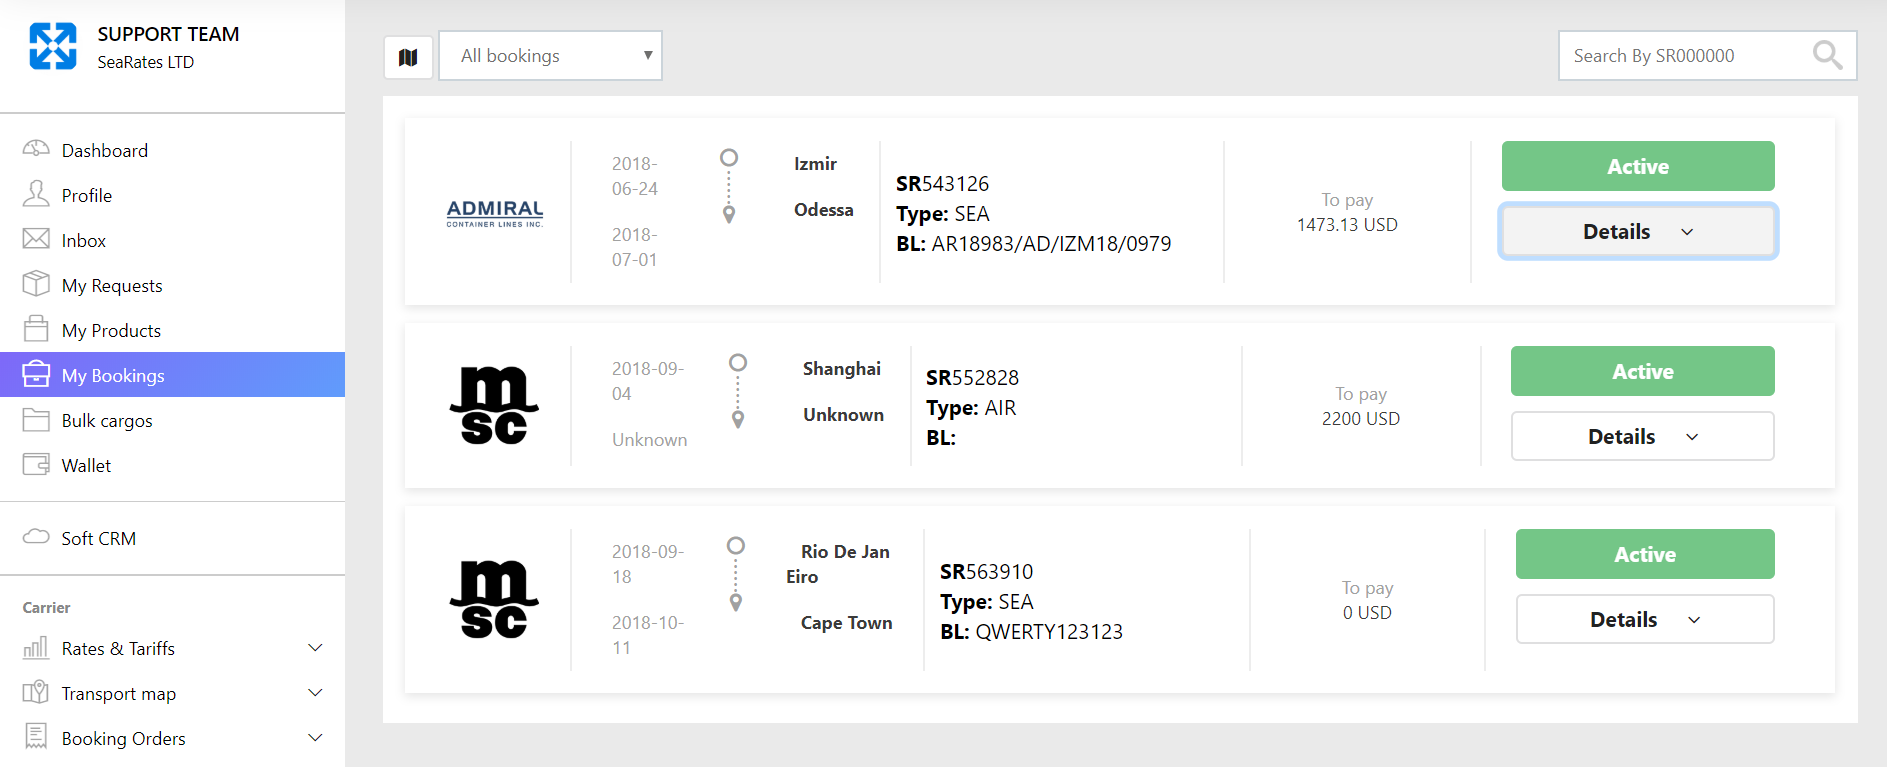 SUPPORT TEAM
SeaRates LTD
Dashboard
Profile
Inbox
My Requests
My Products
My Bookings
Bulk cargos
Wallet
Soft CRM
Carrier
Rates & Tariffs
Transport map
Booking Orders
All bookings
Search By SR000000
ADMIRAL
CONTAINER LINES INC.
2018-
06-24
2018-
07-01
Izmir
Odessa
SR543126
Type: SEA
BL: AR18983/AD/IZM18/0979
To pay
1473.13 USD
Active
Details
msc
2018-09-
04
Unknown
Shanghai
Unknown
SR552828
Type: AIR
BL:
To pay
2200 USD
Active
Details
msc
2018-09-
18
2018-10-
11
Rio De Jan
Eiro
Cape Town
SR563910
Type: SEA
BL: QWERTY123123
To pay
0 USD
Active
Details